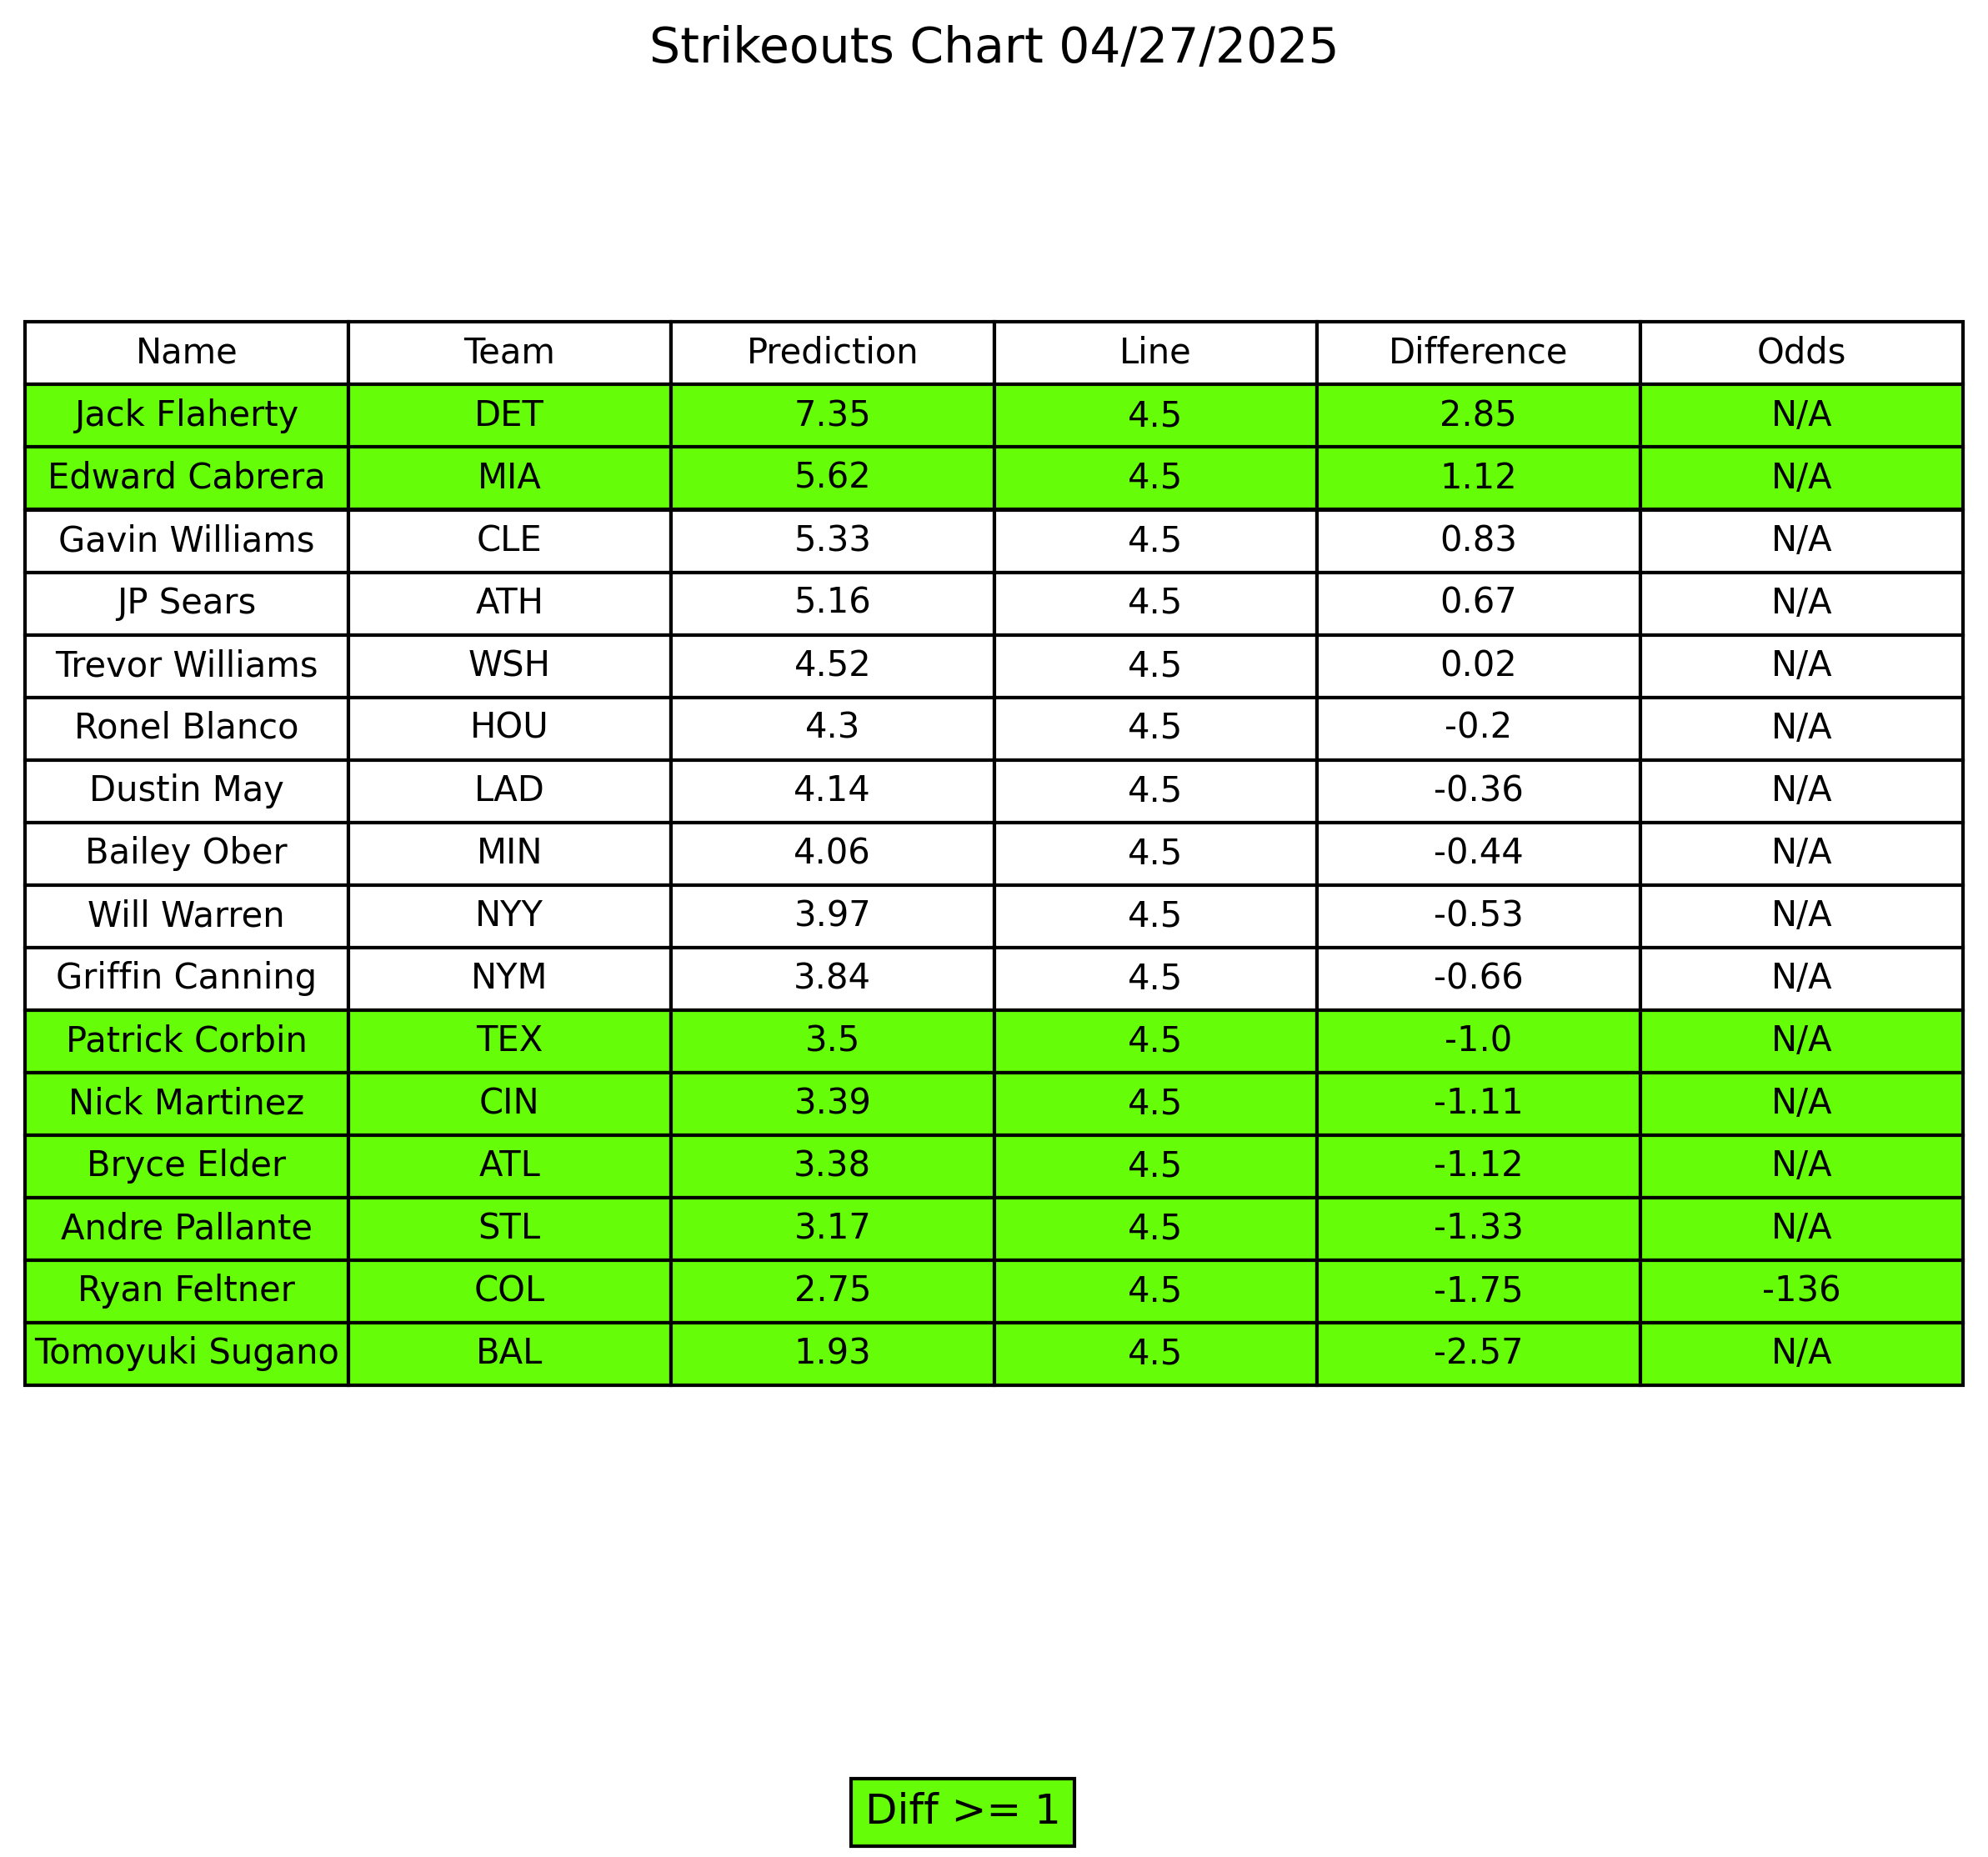 Strikeouts Chart 04/27/2025
Name Team Prediction Line Difference Odds
Jack Flaherty DET 7.35 4.5 2.85 N/A
Edward Cabrera MIA 5.62 4.5 1.12 N/A
Gavin Williams CLE 5.33 4.5 0.83 N/A
JP Sears ATH 5.16 4.5 0.67 N/A
Trevor Williams WSH 4.52 4.5 0.02 N/A
Ronel Blanco HOU 4.3 4.5 -0.2 N/A
Dustin May LAD 4.14 4.5 -0.36 N/A
Bailey Ober MIN 4.06 4.5 -0.44 N/A
Will Warren NYY 3.97 4.5 -0.53 N/A
Griffin Canning NYM 3.84 4.5 -0.66 N/A
Patrick Corbin TEX 3.5 4.5 -1.0 N/A
Nick Martinez CIN 3.39 4.5 -1.11 N/A
Bryce Elder ATL 3.38 4.5 -1.12 N/A
Andre Pallante STL 3.17 4.5 -1.33 N/A
Ryan Feltner COL 2.75 4.5 -1.75 -136
Tomoyuki Sugano BAL 1.93 4.5 -2.57 N/A
Diff >= 1